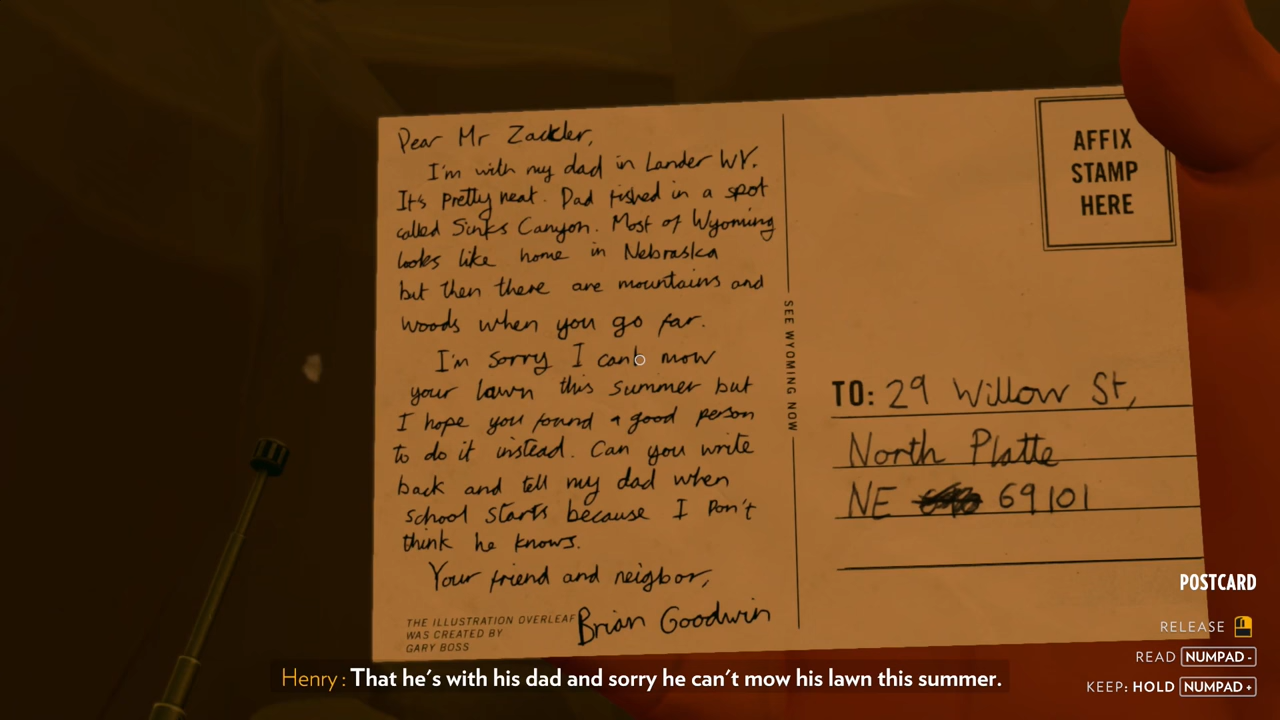 Dear Mr Zackler,
I'm with my dad in Lander WY.
It's pretty neat. Dad fished in a spot
called Sinks Canyon. Most of Wyoming
looks like home in Nebraska
but then there are mountains and
woods when you go far.
I'm sorry I can't mow
your lawn this summer but
I hope you found a good person
to do it instead. Can you write
back and tell my dad when
school starts because I Don't
think he knows.
Your friend and neigbor,
Brian Goodwin
THE ILLUSTRATION OVERLEAF
WAS CREATED BY
GARY BOSS
SEE WYOMING NOW
AFFIX
STAMP
HERE
TO: 29 Willow St,
North Platte
NE 69101
POSTCARD
RELEASE
READ NUMPAD -
KEEP: HOLD NUMPAD +
Henry : That he's with his dad and sorry he can't mow his lawn this summer.